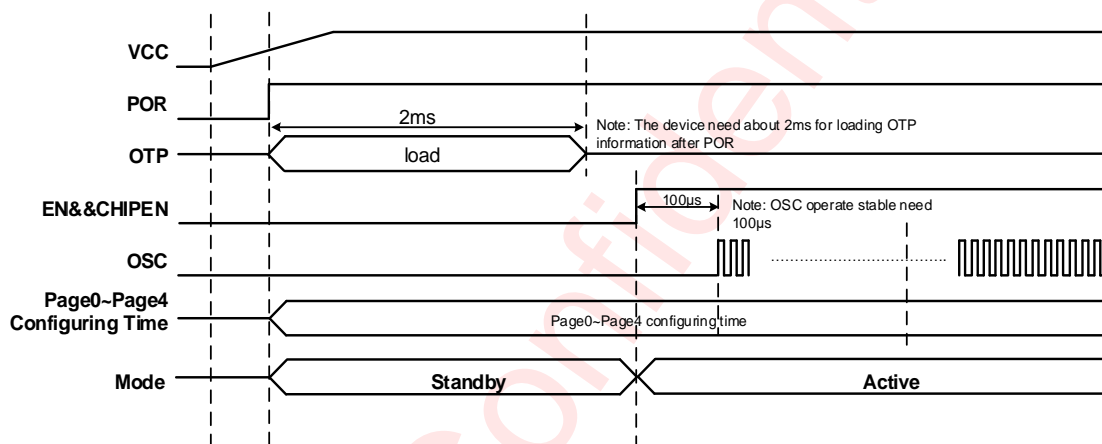 VCC
POR
2ms
Note: The device need about 2ms for loading OTP
information after POR
OTP
load
EN&&CHIPEN
100µs
Note: OSC operate stable need
100µs
OSC
Page0~Page4
Configuring Time
Page0~Page4 configuring time
Mode
Standby
Active
Confidential